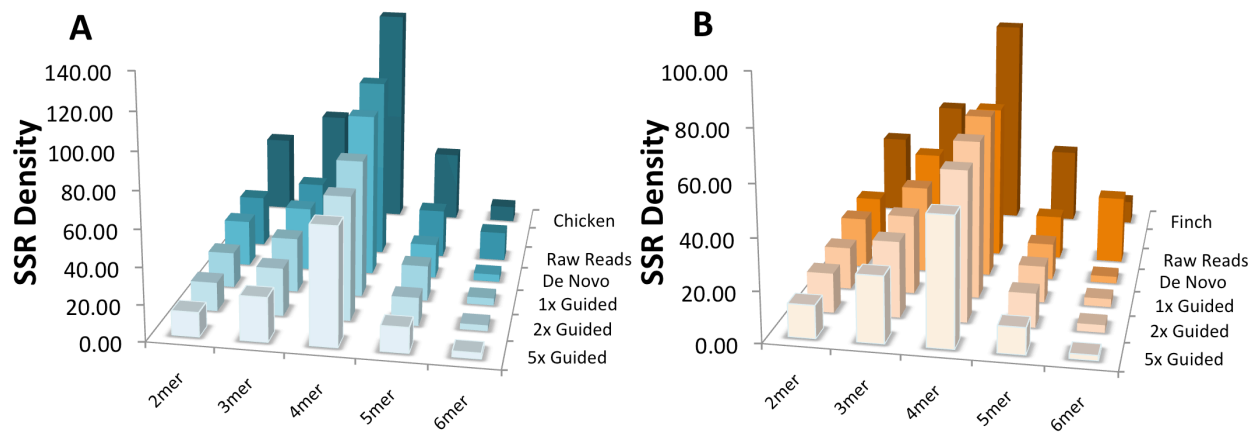 A
SSR Density
140.00
120.00
100.00
80.00
60.00
40.00
20.00
0.00
2mer
3mer
4mer
5mer
6mer
Chicken
Raw Reads
De Novo
1x Guided
2x Guided
5x Guided
B
SSR Density
100.00
80.00
60.00
40.00
20.00
0.00
2mer
3mer
4mer
5mer
6mer
Finch
Raw Reads
De Novo
1x Guided
2x Guided
5x Guided